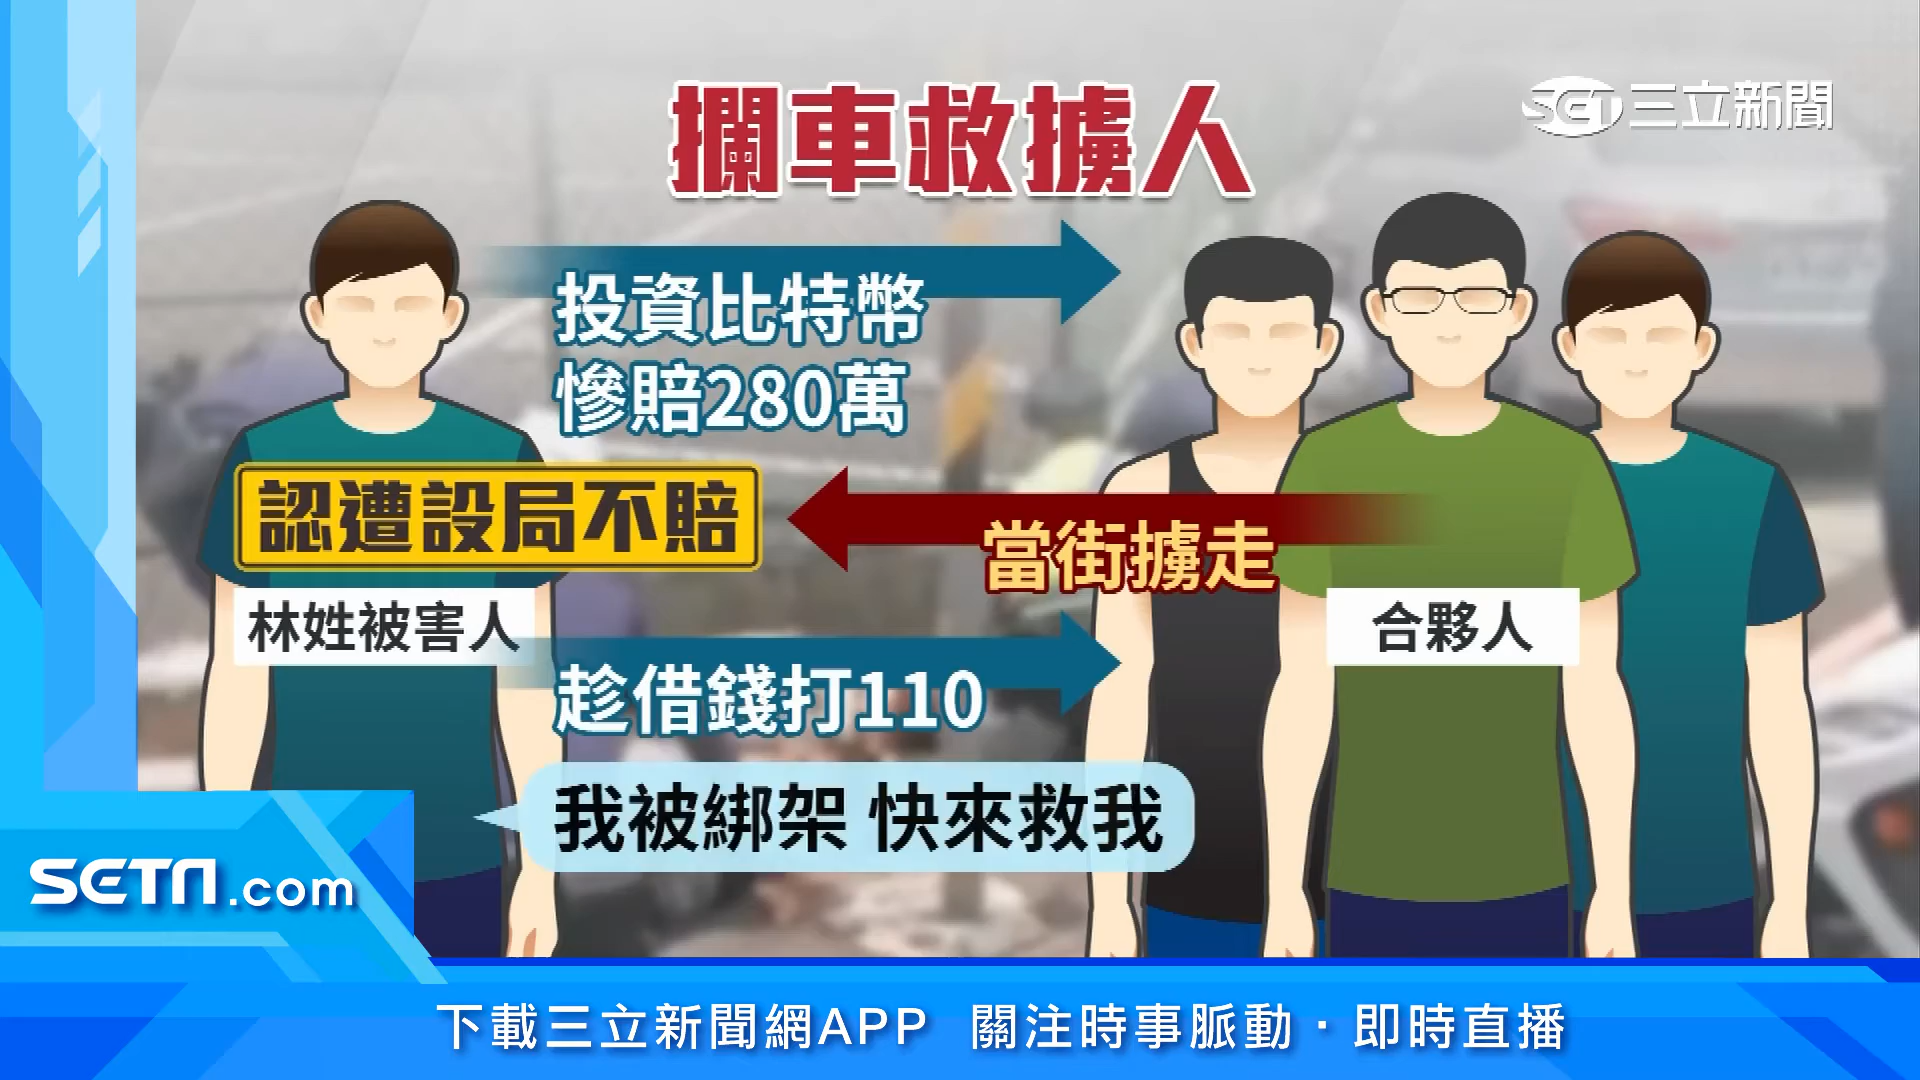 攔車救擄人
SET三立新聞
投資比特幣
慘賠280萬
認遭設局不賠
當街擄走
林姓被害人
合夥人
趁借錢打110
我被綁架 快來救我
SETN.com
下載三立新聞網APP 關注時事脈動·即時直播